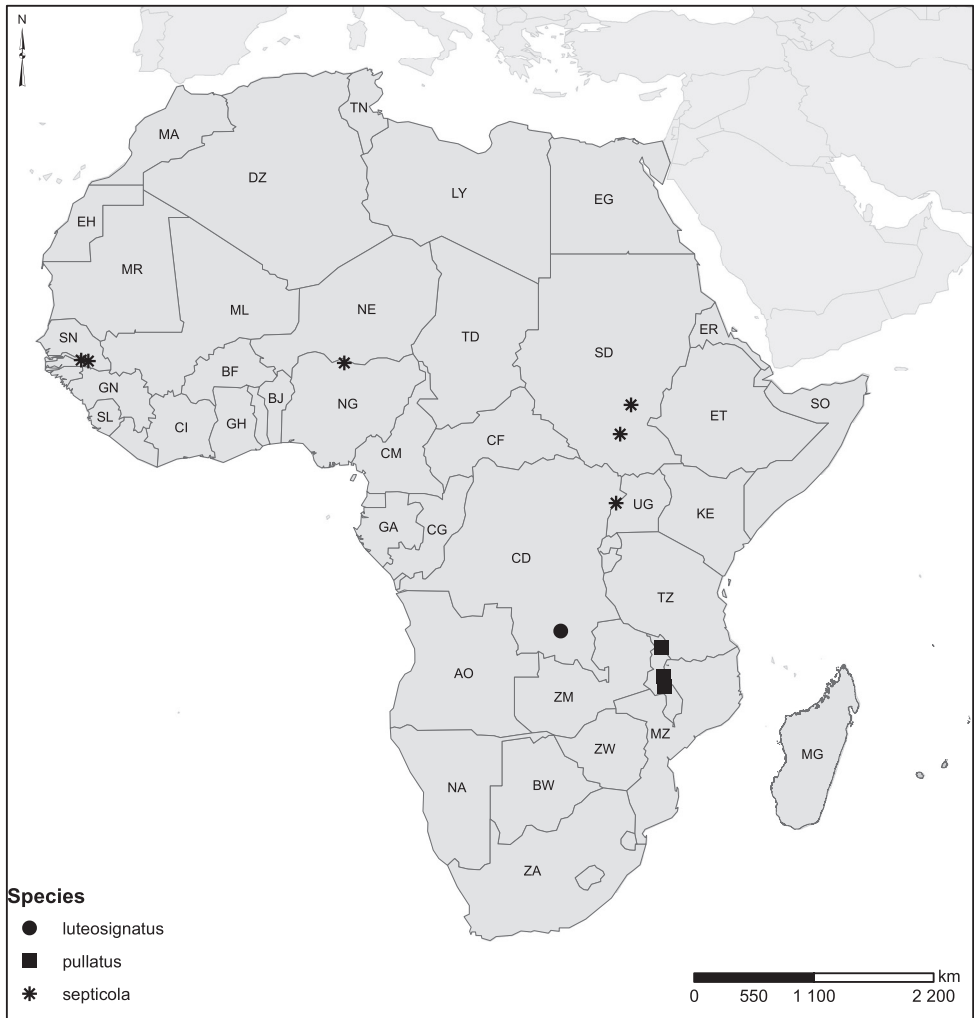 N
TN
MA
DZ
LY
EG
EH
MR
ML
NE
TD
SD
ER
SN
BF
GN
BJ
NG
ET
SO
SL
CI
GH
CM
CF
UG
KE
GA
CG
CD
TZ
AO
ZM
MZ
ZW
MG
NA
BW
ZA
Species
luteosignatus
pullatus
septicola
km
0 550 1 100 2 200